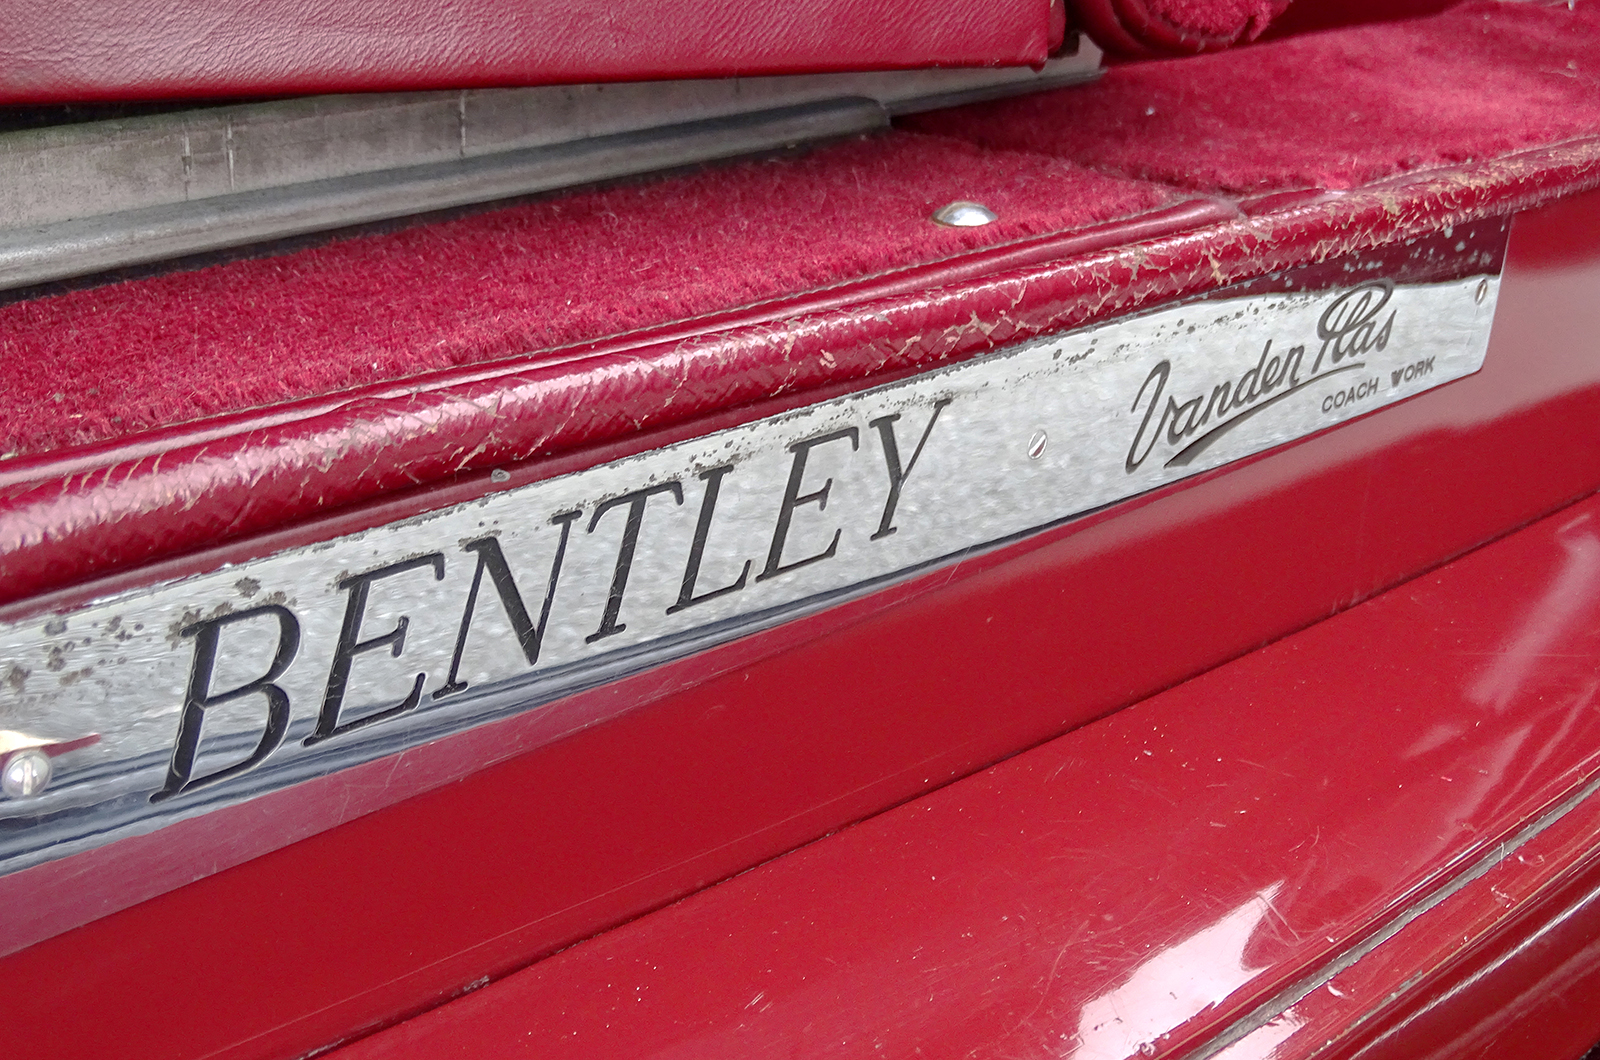 BENTLEY
Vanden Plas
COACH WORK